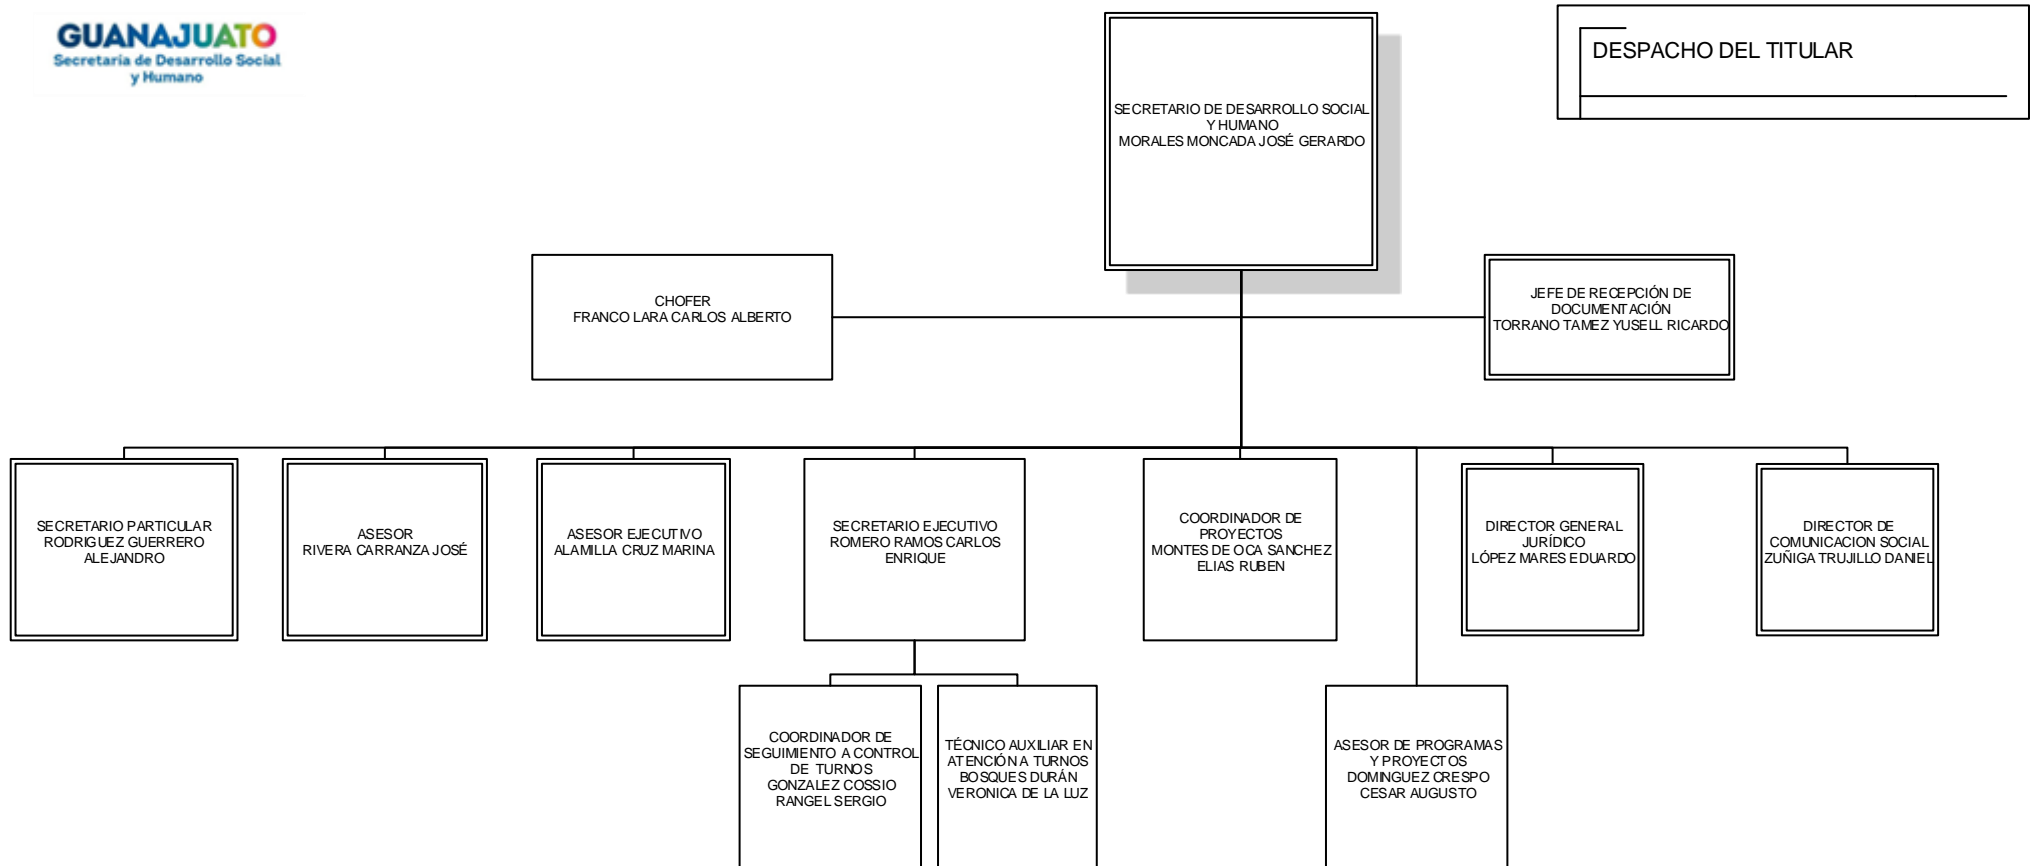 GUANAJUATO
Secretaría de Desarrollo Social
y Humano
DESPACHO DEL TITULAR
SECRETARIO DE DESARROLLO SOCIAL
Y HUMANO
MORALES MONCADA JOSÉ GERARDO
CHOFER
FRANCO LARA CARLOS ALBERTO
JEFE DE RECEPCIÓN DE
DOCUMENTACIÓN
TORRANO TAMEZ YUSELL RICARDO
SECRETARIO PARTICULAR
RODRIGUEZ GUERRERO
ALEJANDRO
ASESOR
RIVERA CARRANZA JOSÉ
ASESOR EJECUTIVO
ALAMILLA CRUZ MARINA
SECRETARIO EJECUTIVO
ROMERO RAMOS CARLOS
ENRIQUE
COORDINADOR DE
PROYECTOS
MONTES DE OCA SANCHEZ
ELIAS RUBEN
DIRECTOR GENERAL
JURÍDICO
LÓPEZ MARES EDUARDO
DIRECTOR DE
COMUNICACION SOCIAL
ZUÑIGA TRUJILLO DANIEL
COORDINADOR DE
SEGUIMIENTO A CONTROL
DE TURNOS
GONZALEZ COSSIO
RANGEL SERGIO
TÉCNICO AUXILIAR EN
ATENCIÓN A TURNOS
BOSQUES DURÁN
VERONICA DE LA LUZ
ASESOR DE PROGRAMAS
Y PROYECTOS
DOMINGUEZ CRESPO
CESAR AUGUSTO